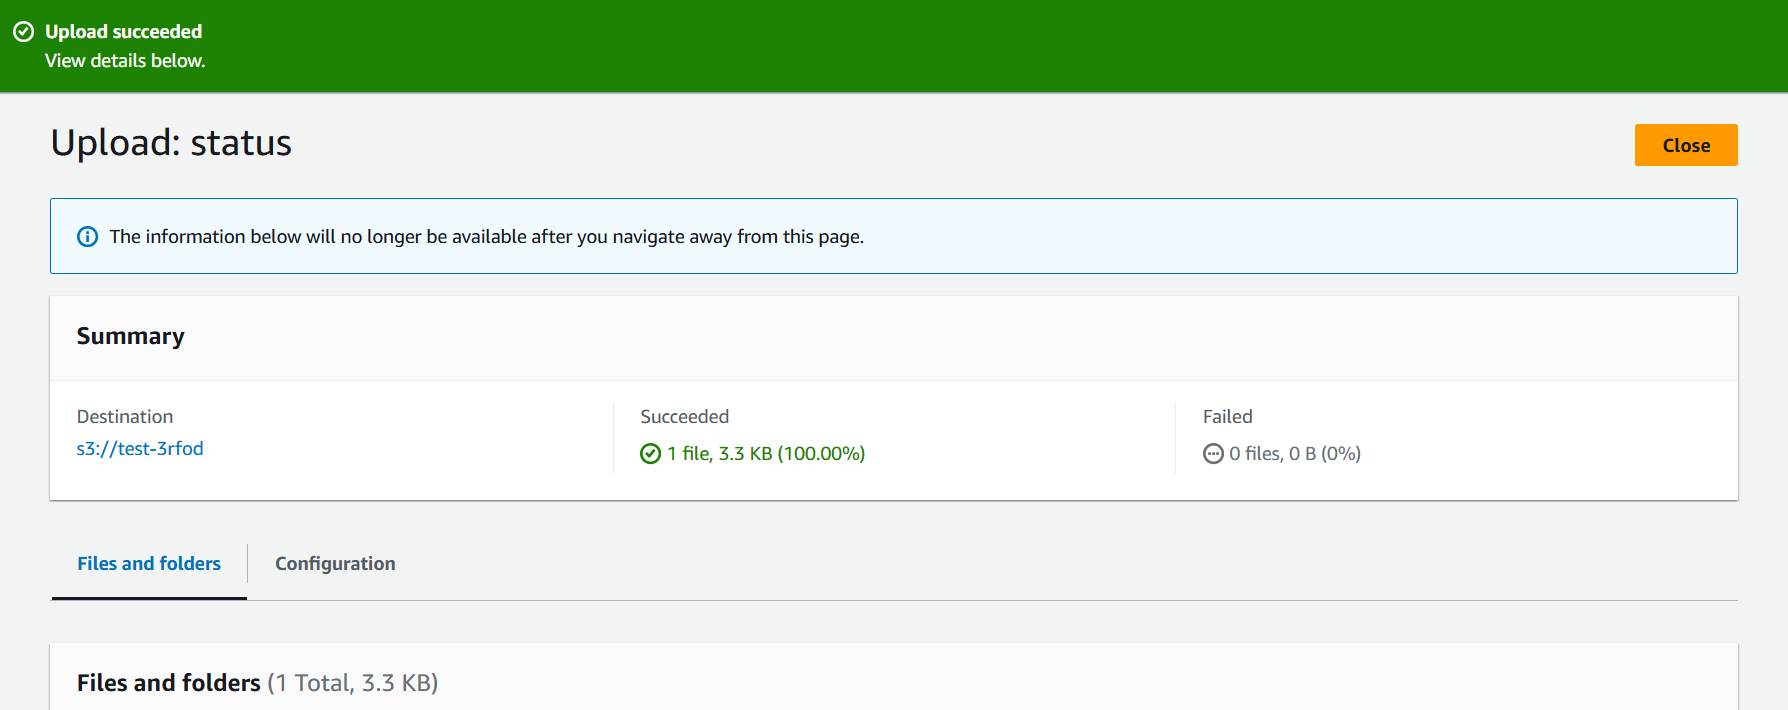 Upload succeeded
View details below.
Upload: status
Close
The information below will no longer be available after you navigate away from this page.
Summary
Destination
s3://test-3rfod
Succeeded
1 file, 3.3 KB (100.00%)
Failed
0 files, 0 B (0%)
Files and folders
Configuration
Files and folders (1 Total, 3.3 KB)